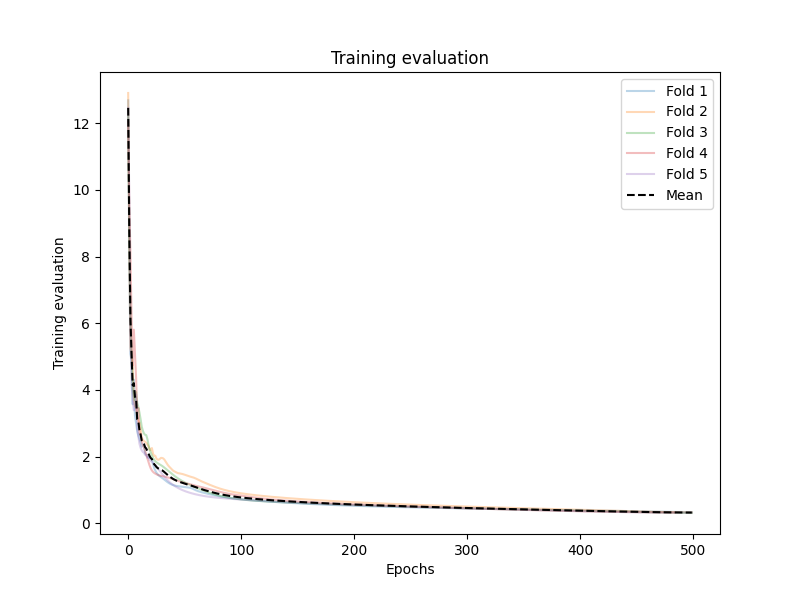 Training evaluation
Fold 1
Fold 2
Fold 3
Fold 4
Fold 5
Mean
Training evaluation
12
10
8
6
4
2
0
0 100 200 300 400 500
Epochs